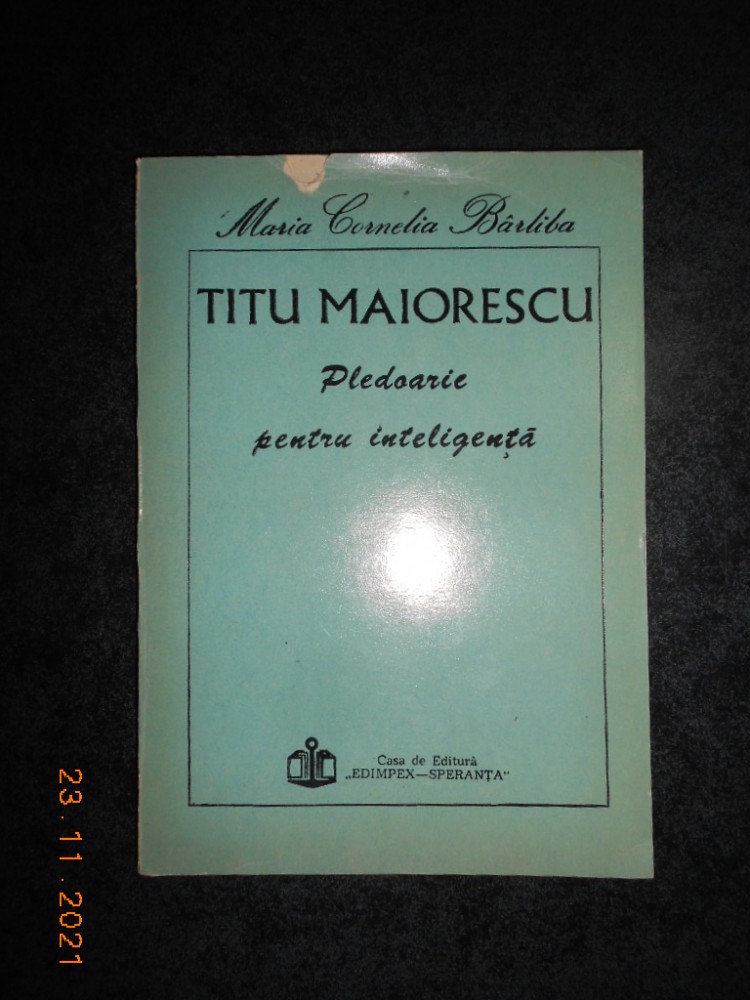 Maria Cornelia Bârliba
TITU MAIORESCU
Pledoarie
pentru inteligență
Casa de Editură
„EDIMPEX—SPERANȚA"
23.11.2021